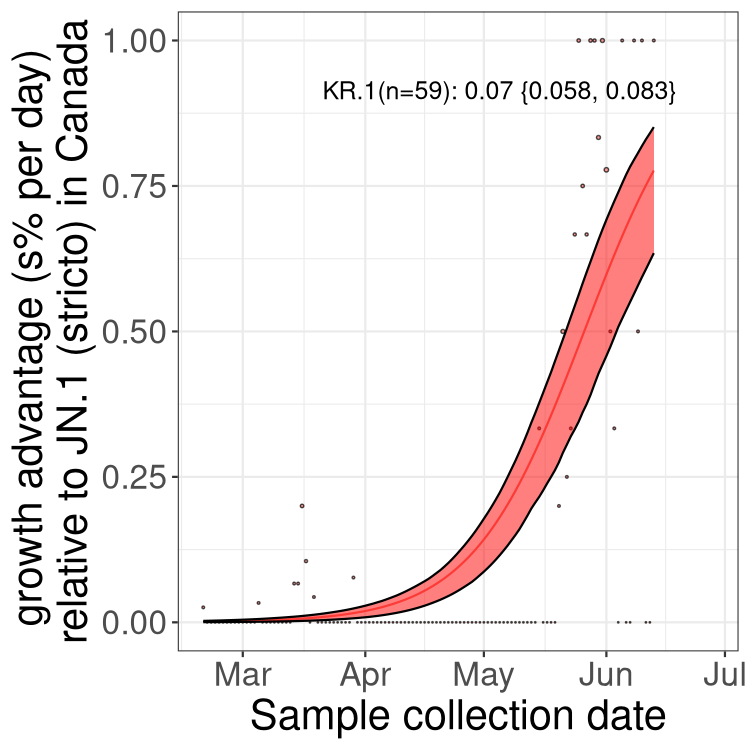 growth advantage (s% per day)
relative to JN.1 (stricto) in Canada
1.00
0.75
0.50
0.25
0.00
KR.1(n=59): 0.07 {0.058, 0.083}
Mar Apr May Jun Jul
Sample collection date